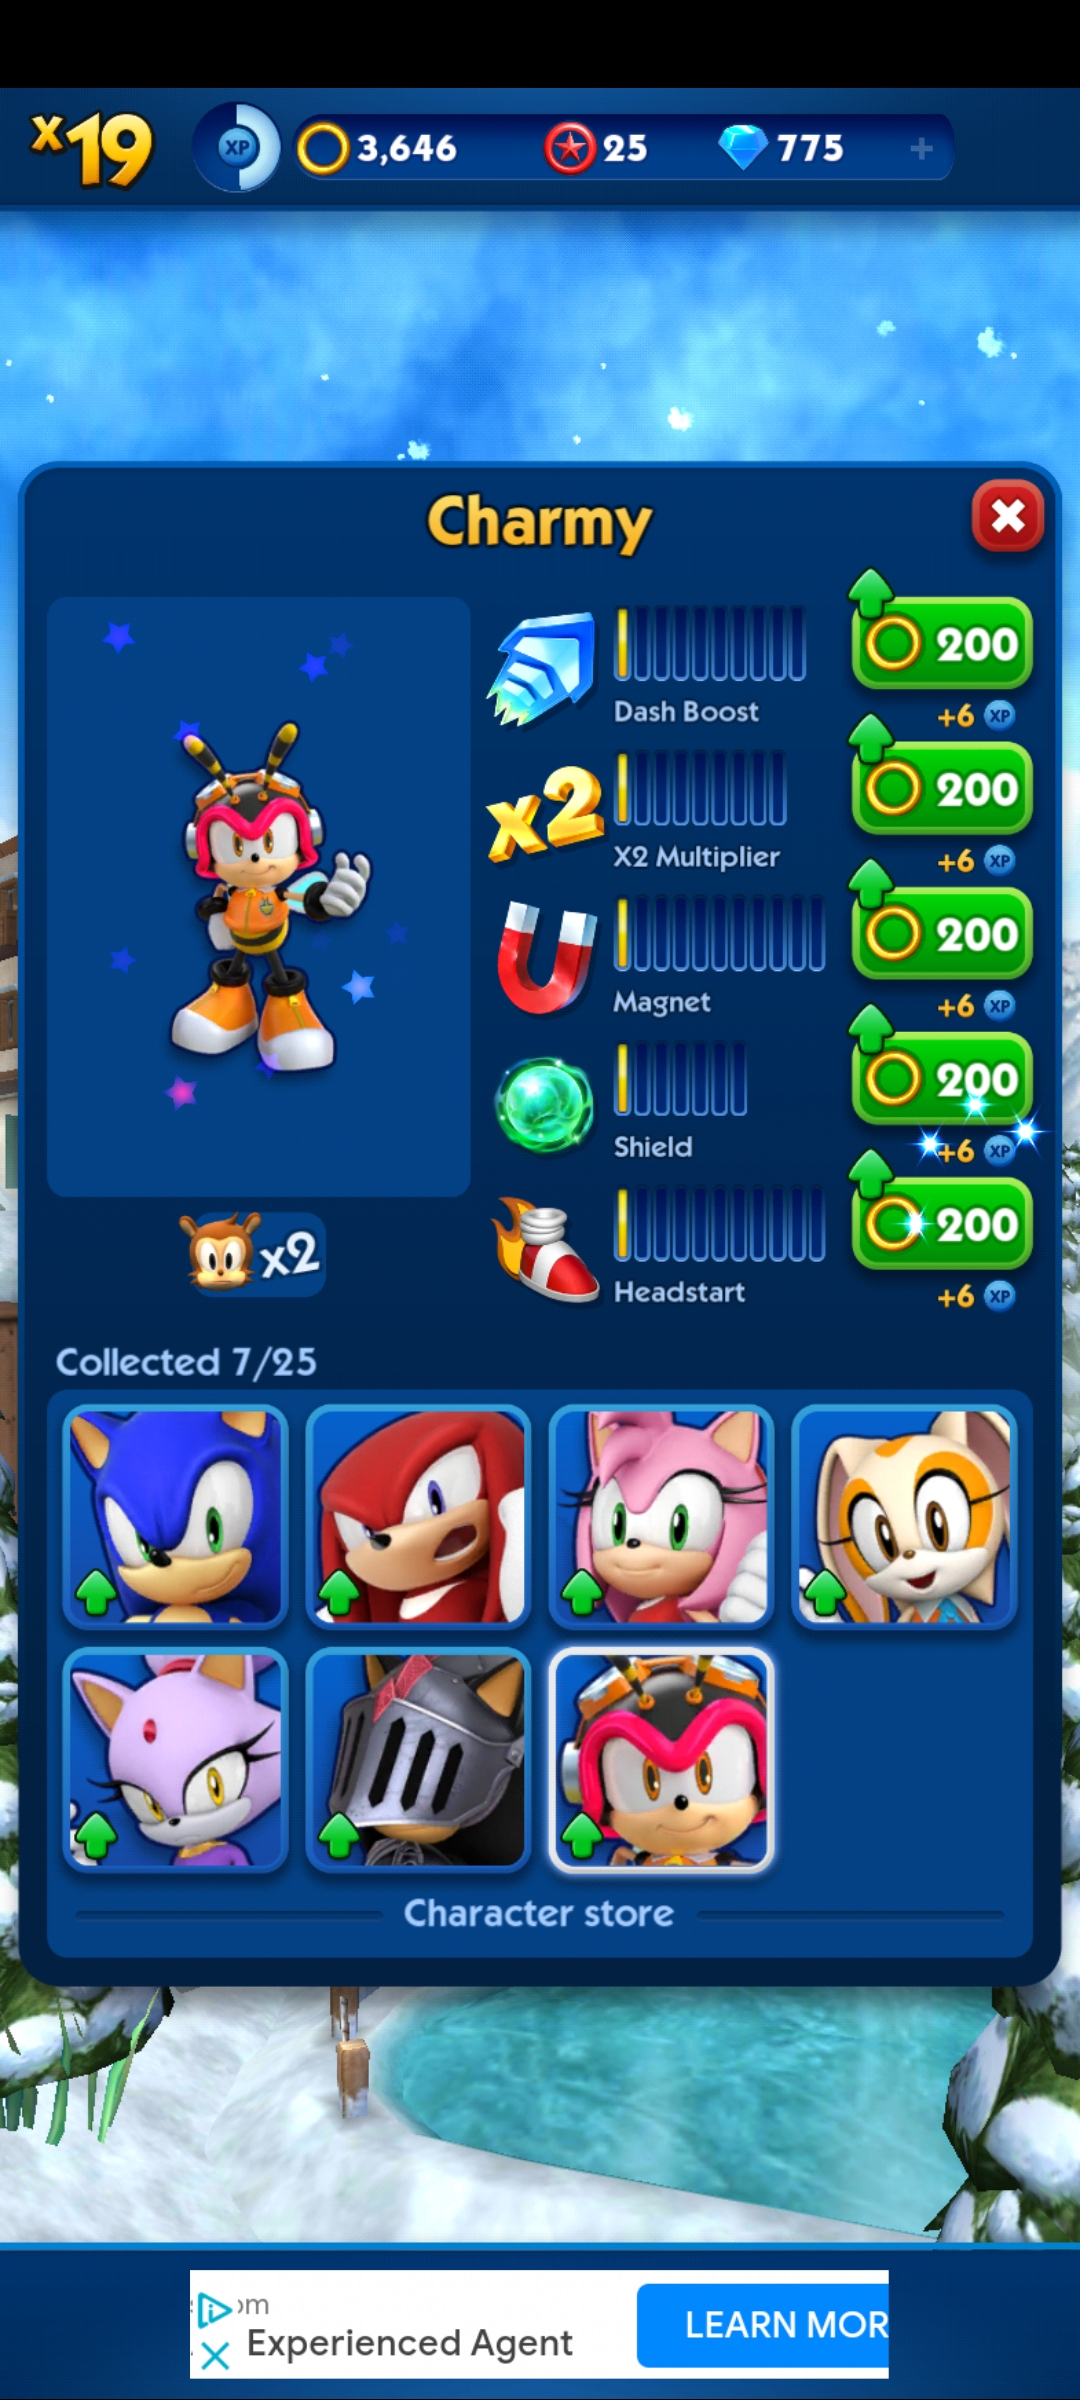 x19 XP 3,646 25 775 +
Charmy
200
Dash Boost
+6 XP
x2
200
X2 Multiplier
+6 XP
200
Magnet
+6 XP
200
Shield
+6 XP
x2
200
Headstart
+6 XP
Collected 7/25
Character store
om
Experienced Agent
LEARN MOR